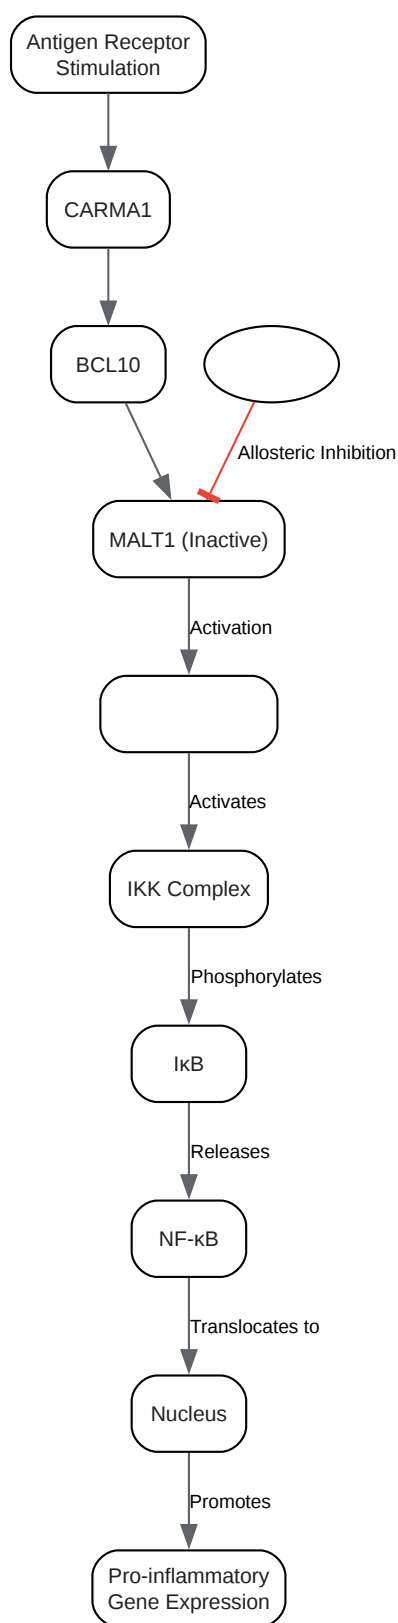 Antigen Receptor
Stimulation
CARMA1
BCL10
Allosteric Inhibition
MALT1 (Inactive)
Activation
Activates
IKK Complex
Phosphorylates
IκB
Releases
NF-κB
Translocates to
Nucleus
Promotes
Pro-inflammatory
Gene Expression